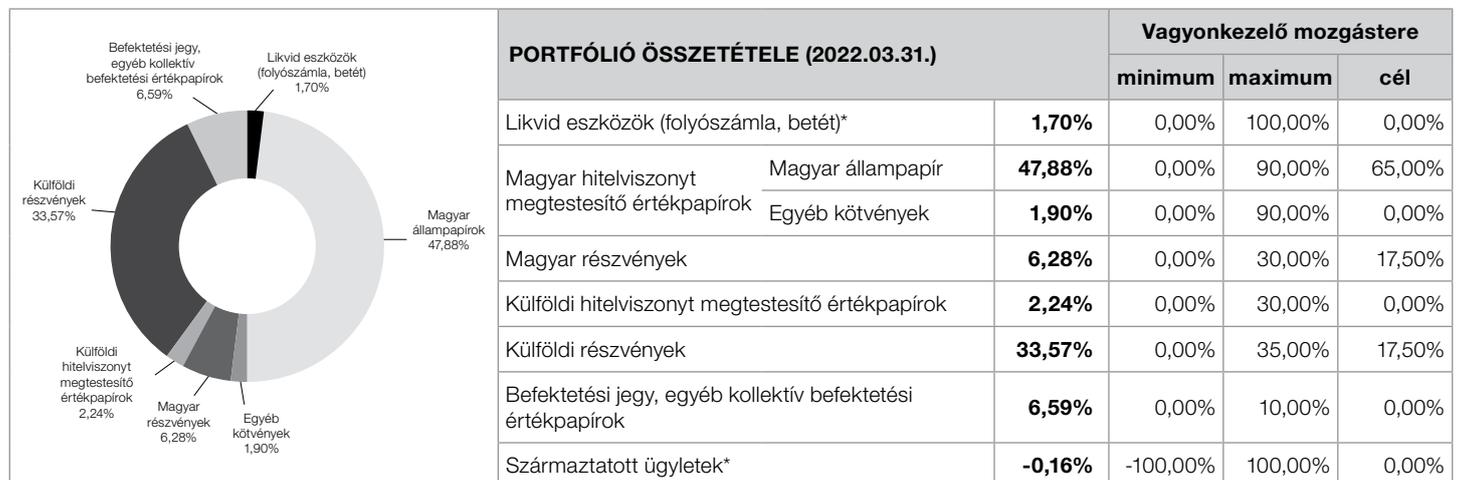 Befektetési jegy,
egyéb kollektív
befektetési értékpapírok
6,59%
Likvid eszközök
(folyószámla, betét)
1,70%
Külföldi
részvények
33,57%
Magyar
állampapírok
47,88%
Külföldi
hitelviszonyt
megtestesítő
értékpapírok
2,24%
Magyar
részvények
6,28%
Egyéb
kötvények
1,90%
PORTFÓLIÓ ÖSSZETÉTELE (2022.03.31.)
Vagyonkezelő mozgástere
minimum maximum cél
Likvid eszközök (folyószámla, betét)* 1,70% 0,00% 100,00% 0,00%
Magyar hitelviszonyt
megtestesítő értékpapírok
Magyar állampapír 47,88% 0,00% 90,00% 65,00%
Egyéb kötvények 1,90% 0,00% 90,00% 0,00%
Magyar részvények 6,28% 0,00% 30,00% 17,50%
Külföldi hitelviszonyt megtestesítő értékpapírok 2,24% 0,00% 30,00% 0,00%
Külföldi részvények 33,57% 0,00% 35,00% 17,50%
Befektetési jegy, egyéb kollektív befektetési
értékpapírok 6,59% 0,00% 10,00% 0,00%
Származtatott ügyletek* -0,16% -100,00% 100,00% 0,00%